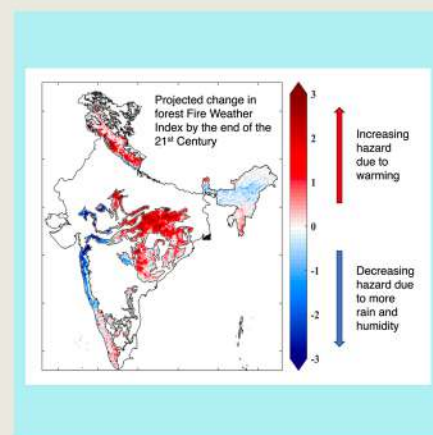 Projected change in
forest Fire Weather
Index by the end of the
21st Century
3
2
1
0
-1
-2
-3
Increasing
hazard
due to
warming
Decreasing
hazard due to
more
rain and
humidity